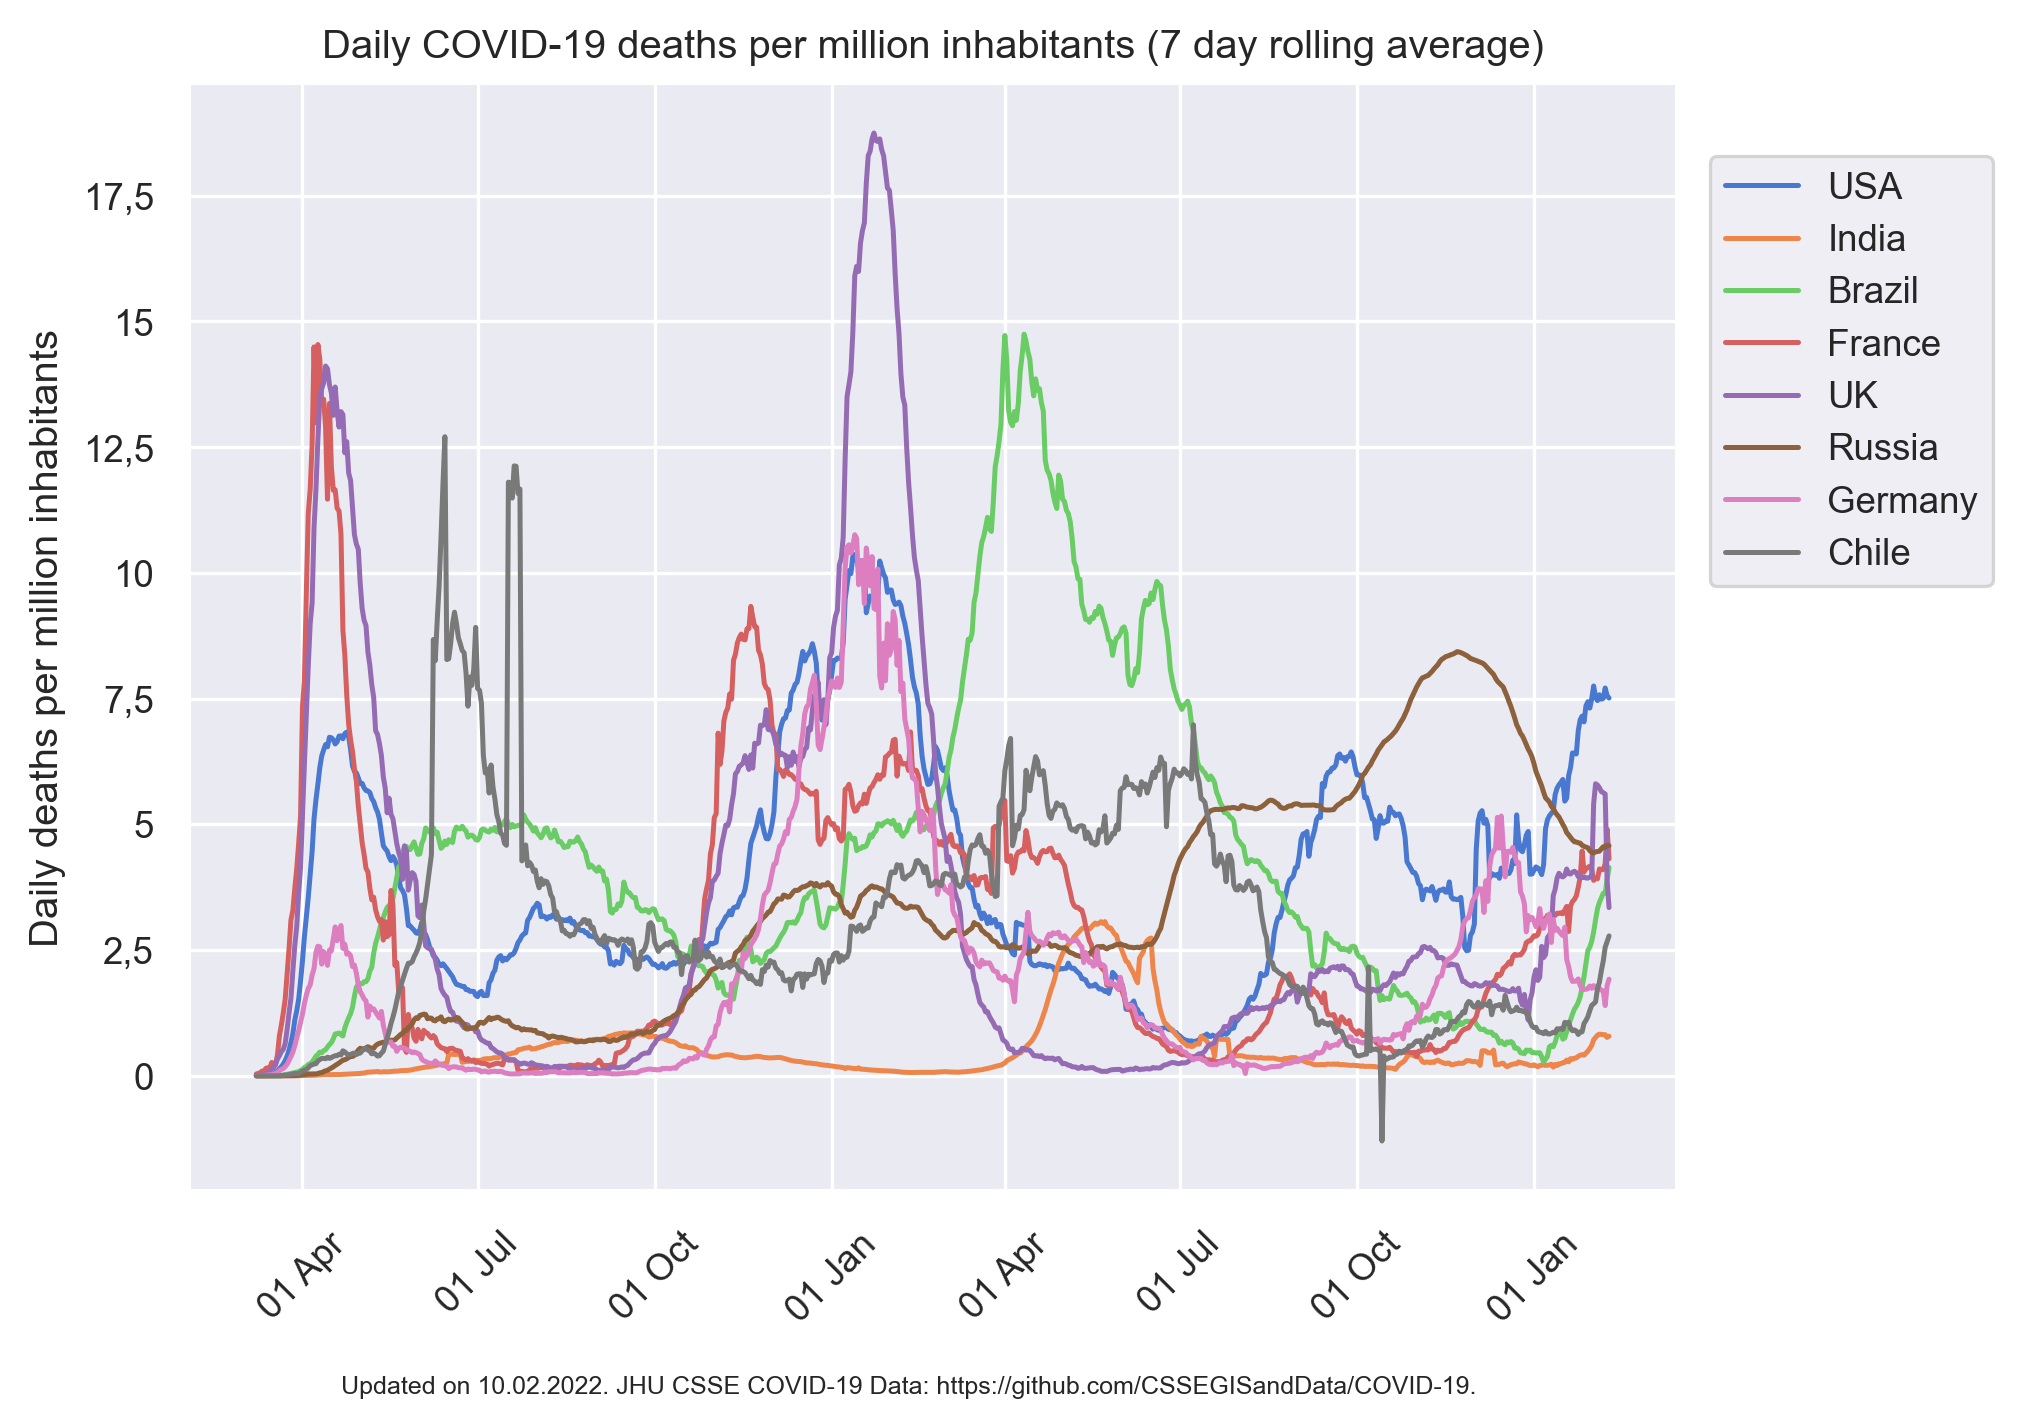 Daily COVID-19 deaths per million inhabitants (7 day rolling average)
Daily deaths per million inhabitants
17,5
15
12,5
10
7,5
5
2,5
0
01 Apr
01 Jul
01 Oct
01 Jan
01 Apr
01 Jul
01 Oct
01 Jan
USA
India
Brazil
France
UK
Russia
Germany
Chile
Updated on 10.02.2022. JHU CSSE COVID-19 Data: https://github.com/CSSEGISandData/COVID-19.